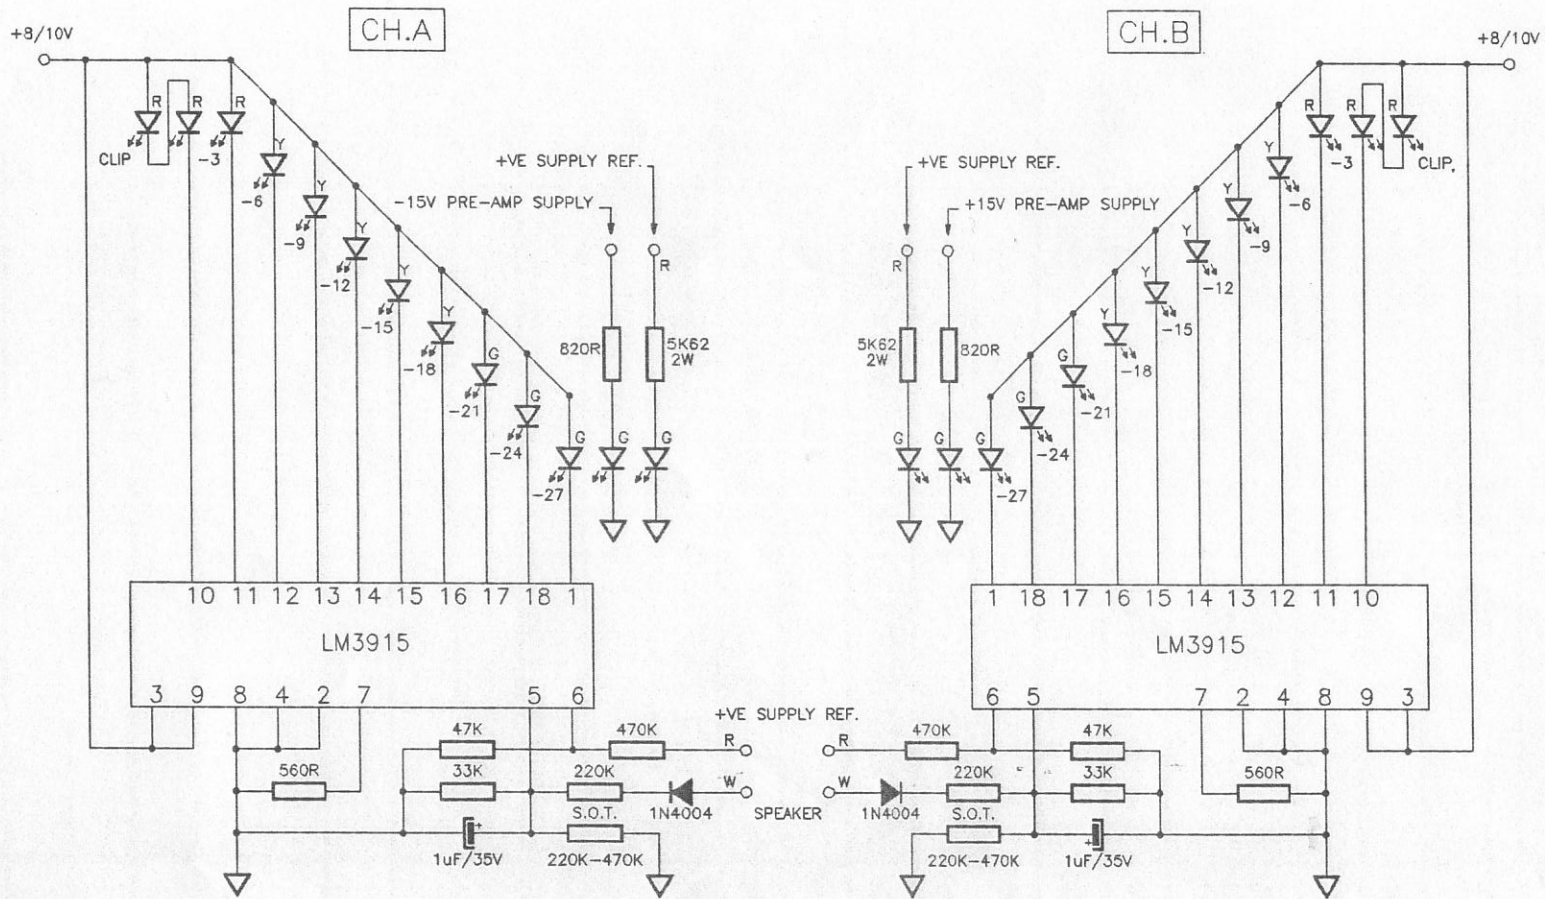 CH.A
CH.B
+8/10V
+8/10V
R
R
R
CLIP
-3
Y
-6
Y
-9
Y
-12
Y
-15
Y
-18
G
-21
G
-24
G
-27
+VE SUPPLY REF.
-15V PRE-AMP SUPPLY
R
820R
5K62
2W
G
G
+VE SUPPLY REF.
+15V PRE-AMP SUPPLY
R
5K62
2W
820R
G
G
R
R
R
-3
CLIP.
Y
-6
Y
-9
Y
-12
Y
-15
Y
-18
G
-21
G
-24
G
-27
10 11 12 13 14 15 16 17 18 1
LM3915
3 9 8 4 2 7 5 6
1 18 17 16 15 14 13 12 11 10
LM3915
6 5 7 2 4 8 9 3
47K
470K
+VE SUPPLY REF.
R
R
470K
47K
560R
33K
220K
1N4004
W
SPEAKER
W
1N4004
220K
33K
560R
S.O.T.
220K-470K
1uF/35V
+
S.O.T.
220K-470K
1uF/35V
+